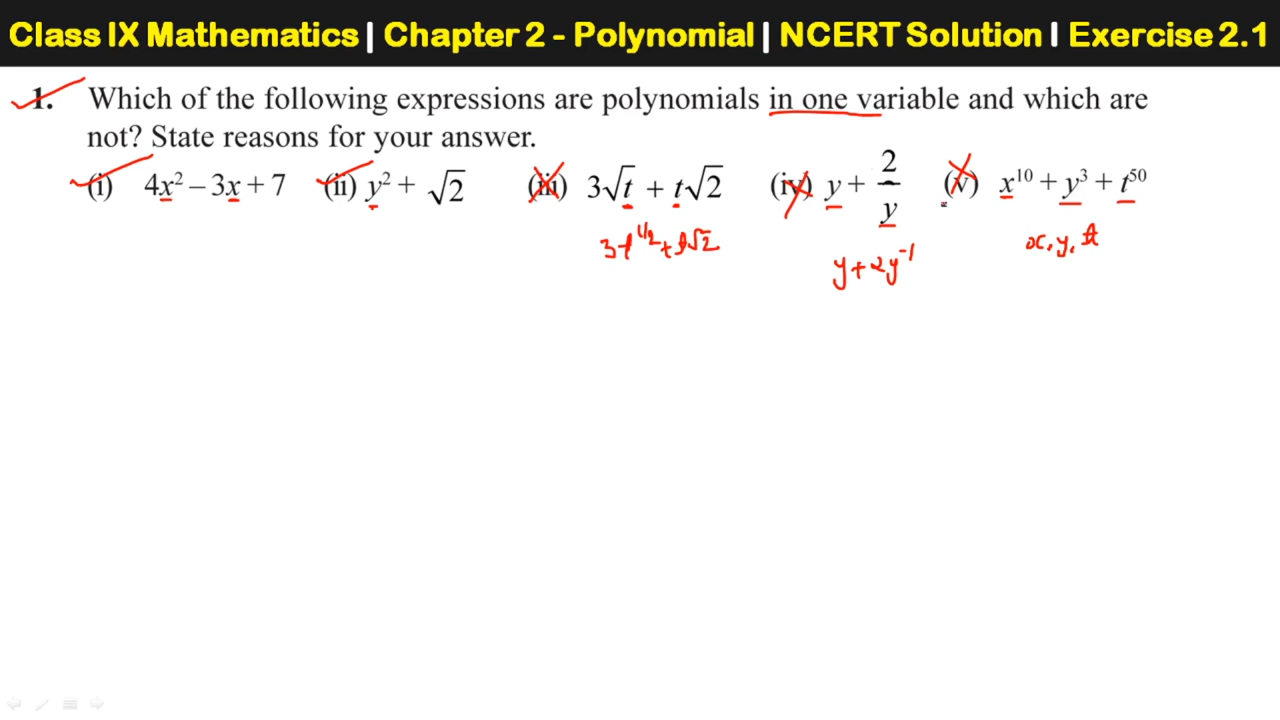 Class IX Mathematics | Chapter 2 - Polynomial | NCERT Solution I Exercise 2.1
1. Which of the following expressions are polynomials in one variable and which are
not? State reasons for your answer.
(i) 4x² – 3x + 7 (ii) y² + √2 (iii) 3√t + t√2 (iv) y + 2/y (v) x¹⁰ + y³ + t⁵⁰
3t^1/2 + t√2 y+2y⁻¹ x, y, t